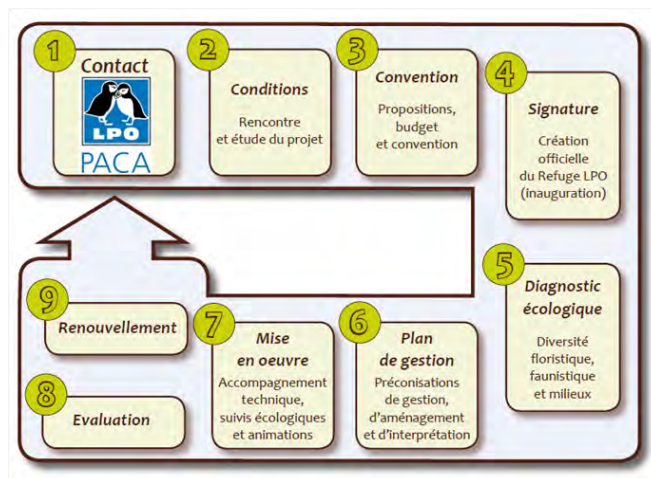 1
Contact
LPO
PACA
2
Conditions
Rencontre
et étude du projet
3
Convention
Propositions,
budget
et convention
4
Signature
Création
officielle
du Refuge LPO
(inauguration)
5
Diagnostic
écologique
Diversité
floristique,
faunistique
et milieux
6
Plan
de gestion
Préconisations
de gestion,
d'aménagement
et d'interprétation
7
Mise
en oeuvre
Accompagnement
technique,
suivis écologiques
et animations
8
Evaluation
9
Renouvellement